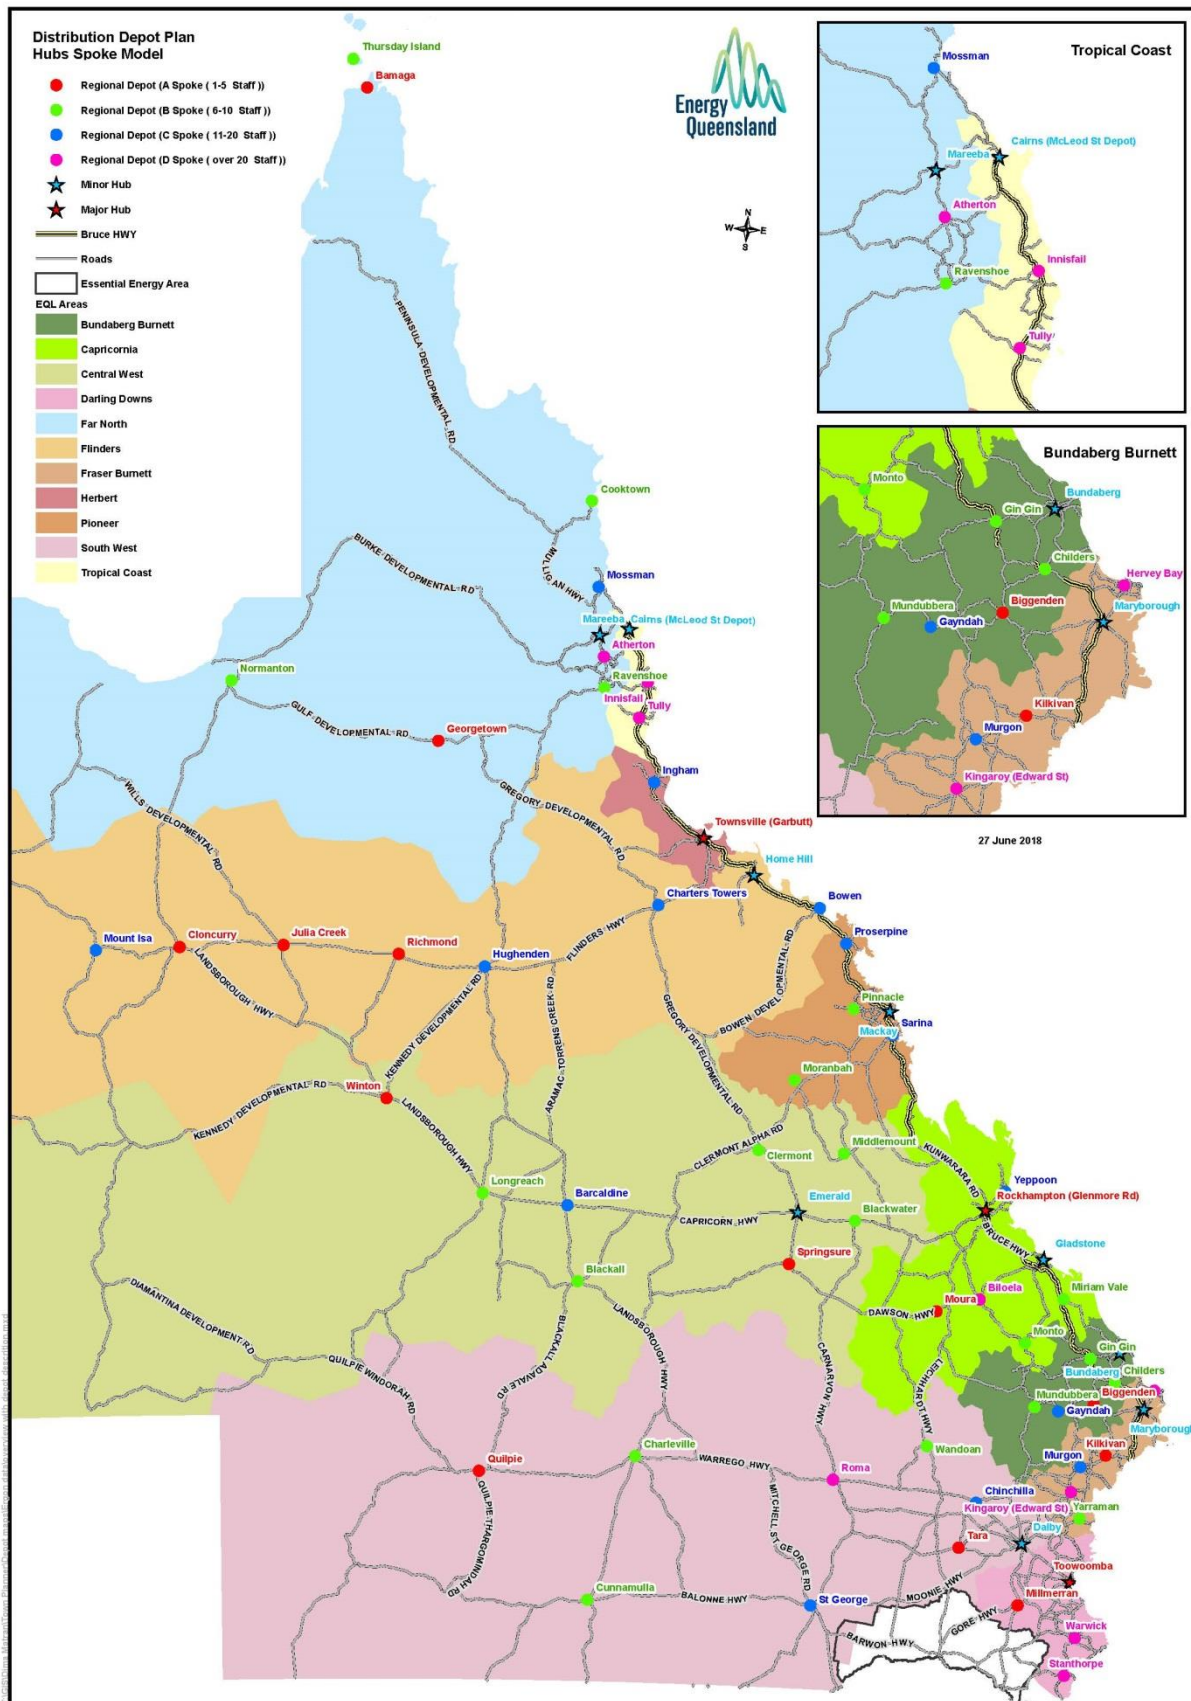 Distribution Depot Plan
Hubs Spoke Model
Regional Depot (A Spoke ( 1-5 Staff ))
Regional Depot (B Spoke ( 6-10 Staff ))
Regional Depot (C Spoke ( 11-20 Staff ))
Regional Depot (D Spoke ( over 20 Staff ))
Minor Hub
Major Hub
Bruce HWY
Roads
Essential Energy Area
EQL Areas
Bundaberg Burnett
Capricornia
Central West
Darling Downs
Far North
Flinders
Fraser Burnett
Herbert
Pioneer
South West
Tropical Coast
Energy
Queensland
N
W
E
S
Tropical Coast
Mossman
Cairns (McLeod St Depot)
Mareeba
Atherton
Innisfail
Ravenshoe
Tully
Bundaberg Burnett
Monto
Bundaberg
Gin Gin
Childers
Hervey Bay
Biggenden
Mundubbera
Maryborough
Gayndah
Kilkivan
Murgon
Kingaroy (Edward St)
27 June 2018
Thursday Island
Bamaga
PENINSULA DEVELOPMENTAL RD
Cooktown
BURKE DEVELOPMENTAL RD
MULLIGAN HWY
Mossman
Mareeba
Cairns (McLeod St Depot)
Atherton
Normanton
Ravenshoe
Innisfail
Tully
GULF DEVELOPMENTAL RD
Georgetown
Ingham
WILLS DEVELOPMENTAL RD
GREGORY DEVELOPMENTAL RD
Townsville (Garbutt)
Home Hill
Charters Towers
Bowen
Mount Isa
Cloncurry
Julia Creek
Richmond
Hughenden
FLINDERS HWY
Proserpine
LANDSBOROUGH HWY
KENNEDY DEVELOPMENTAL RD
ARAMAC TORRENS CREEK RD
GREGORY DEVELOPMENTAL RD
BOWEN DEVELOPMENTAL RD
Pinnacle
Sarina
Mackay
Moranbah
Winton
KENNEDY DEVELOPMENTAL RD
LANDSBOROUGH HWY
CLERMONT ALPHA RD
Clermont
Middlemount
KUNWARARA RD
Yeppoon
Longreach
Barcaldine
Emerald
Rockhampton (Glenmore Rd)
CAPRICORN HWY
Blackwater
BRUCE HWY
Gladstone
Springsure
Blackall
Biloela
Miriam Vale
Moura
DIAMANTINA DEVELOPMENT RD
LANDSBOROUGH HWY
DAWSON HWY
QUILPIE WINDORAH RD
BLACKALL ADAVALE RD
CARNARVON HWY
LEICHHARDT HWY
Monto
Gin Gin
Bundaberg
Childers
Mundubbera
Biggenden
Gayndah
Maryborough
Charleville
Wandoan
Kilkivan
Murgon
Quilpie
WARREGO HWY
Roma
Chinchilla
Kingaroy (Edward St)
Yarraman
QUILPIE THARGOMINDAH RD
MITCHELL ST GEORGE RD
Tara
Dalby
Toowoomba
Cunnamulla
BALONNE HWY
St George
MOONIE HWY
Millmerran
GORE HWY
BARWON HWY
Warwick
Stanthorpe